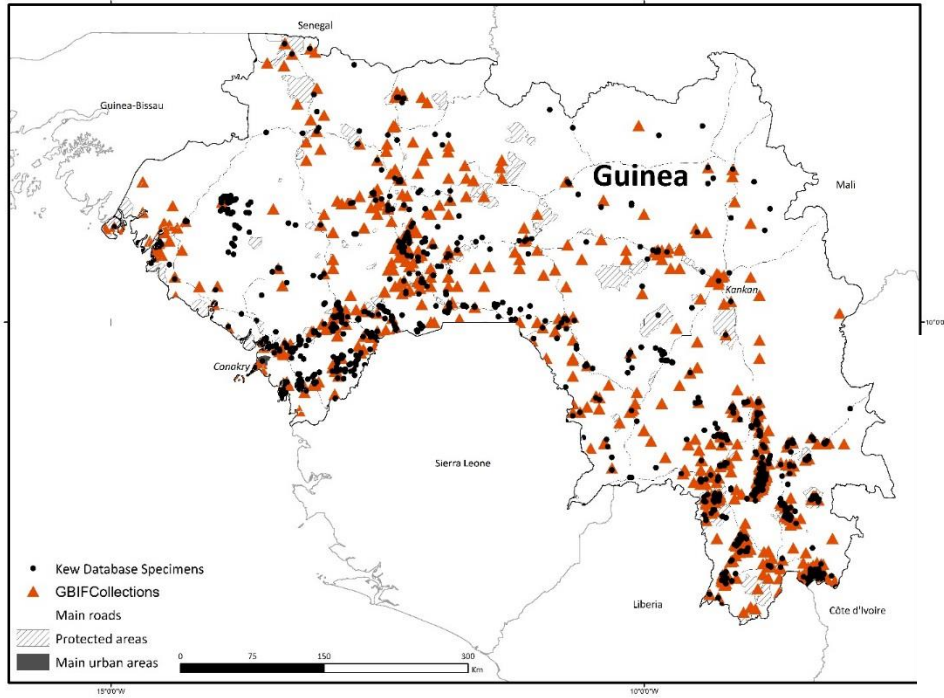 Senegal
Guinea-Bissau
Guinea
Mali
Kankan
10°0'0"
Conakry
Sierra Leone
Kew Database Specimens
GBIFCollections
Main roads
Liberia
Côte d'Ivoire
Protected areas
Main urban areas
0 75 150 300
Km
15°0'0"W
10°0'0"W